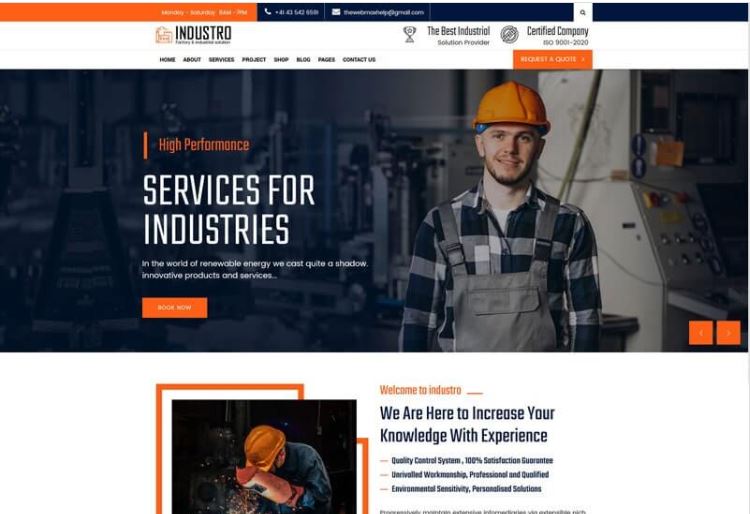 Monday - Saturday 8AM - 7PM
+41 43 542 6591
thewebmaxhelp@gmail.com
INDUSTRO
Factory & Industrial solution
The Best Industrial
Solution Provider
Certified Company
ISO 9001-2020
HOME ABOUT SERVICES PROJECT SHOP BLOG PAGES CONTACT US
REQUEST A QUOTE
High Performance
SERVICES FOR
INDUSTRIES
In the world of renewable energy we cast quite a shadow.
innovative products and services...
BOOK NOW
Welcome to industro
We Are Here to Increase Your
Knowledge With Experience
Quality Control System , 100% Satisfaction Guarantee
Unrivalled Workmanship, Professional and Qualified
Environmental Sensitivity, Personalised Solutions
Progressively maintain extensive infomediaries via extensible nich